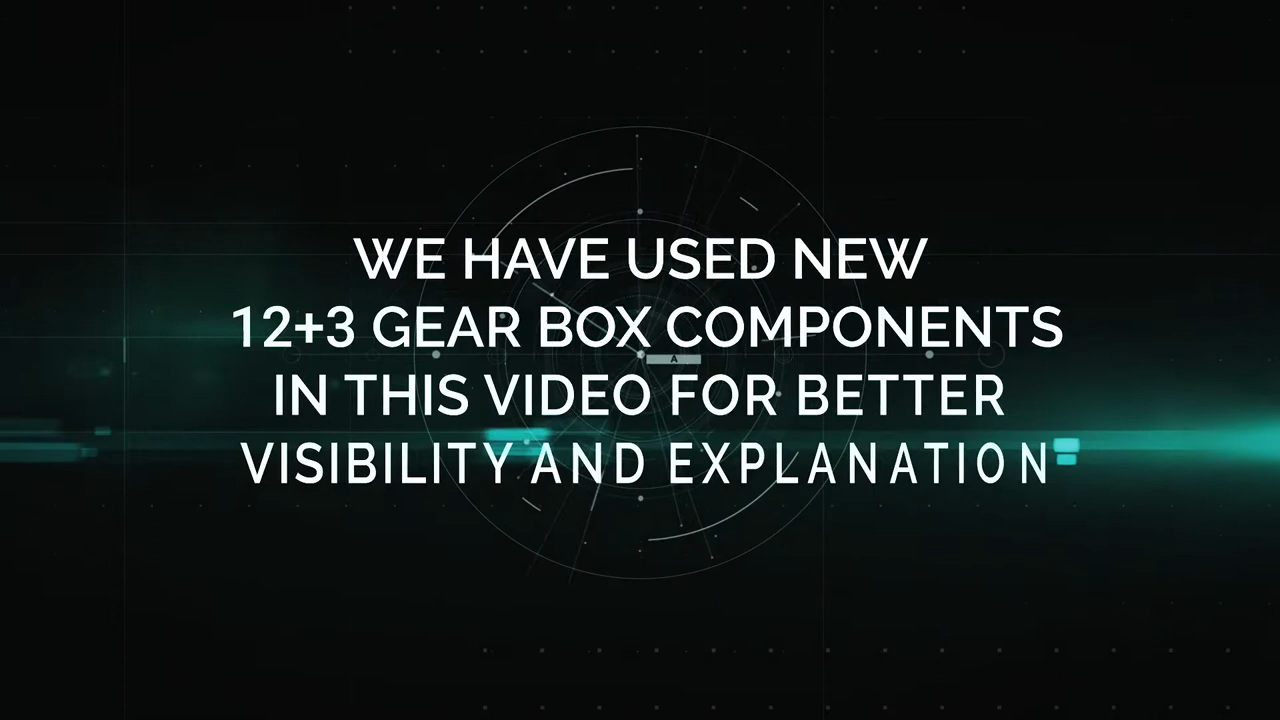 WE HAVE USED NEW
12+3 GEAR BOX COMPONENTS
A
IN THIS VIDEO FOR BETTER
VISIBILITY AND EXPLANATION